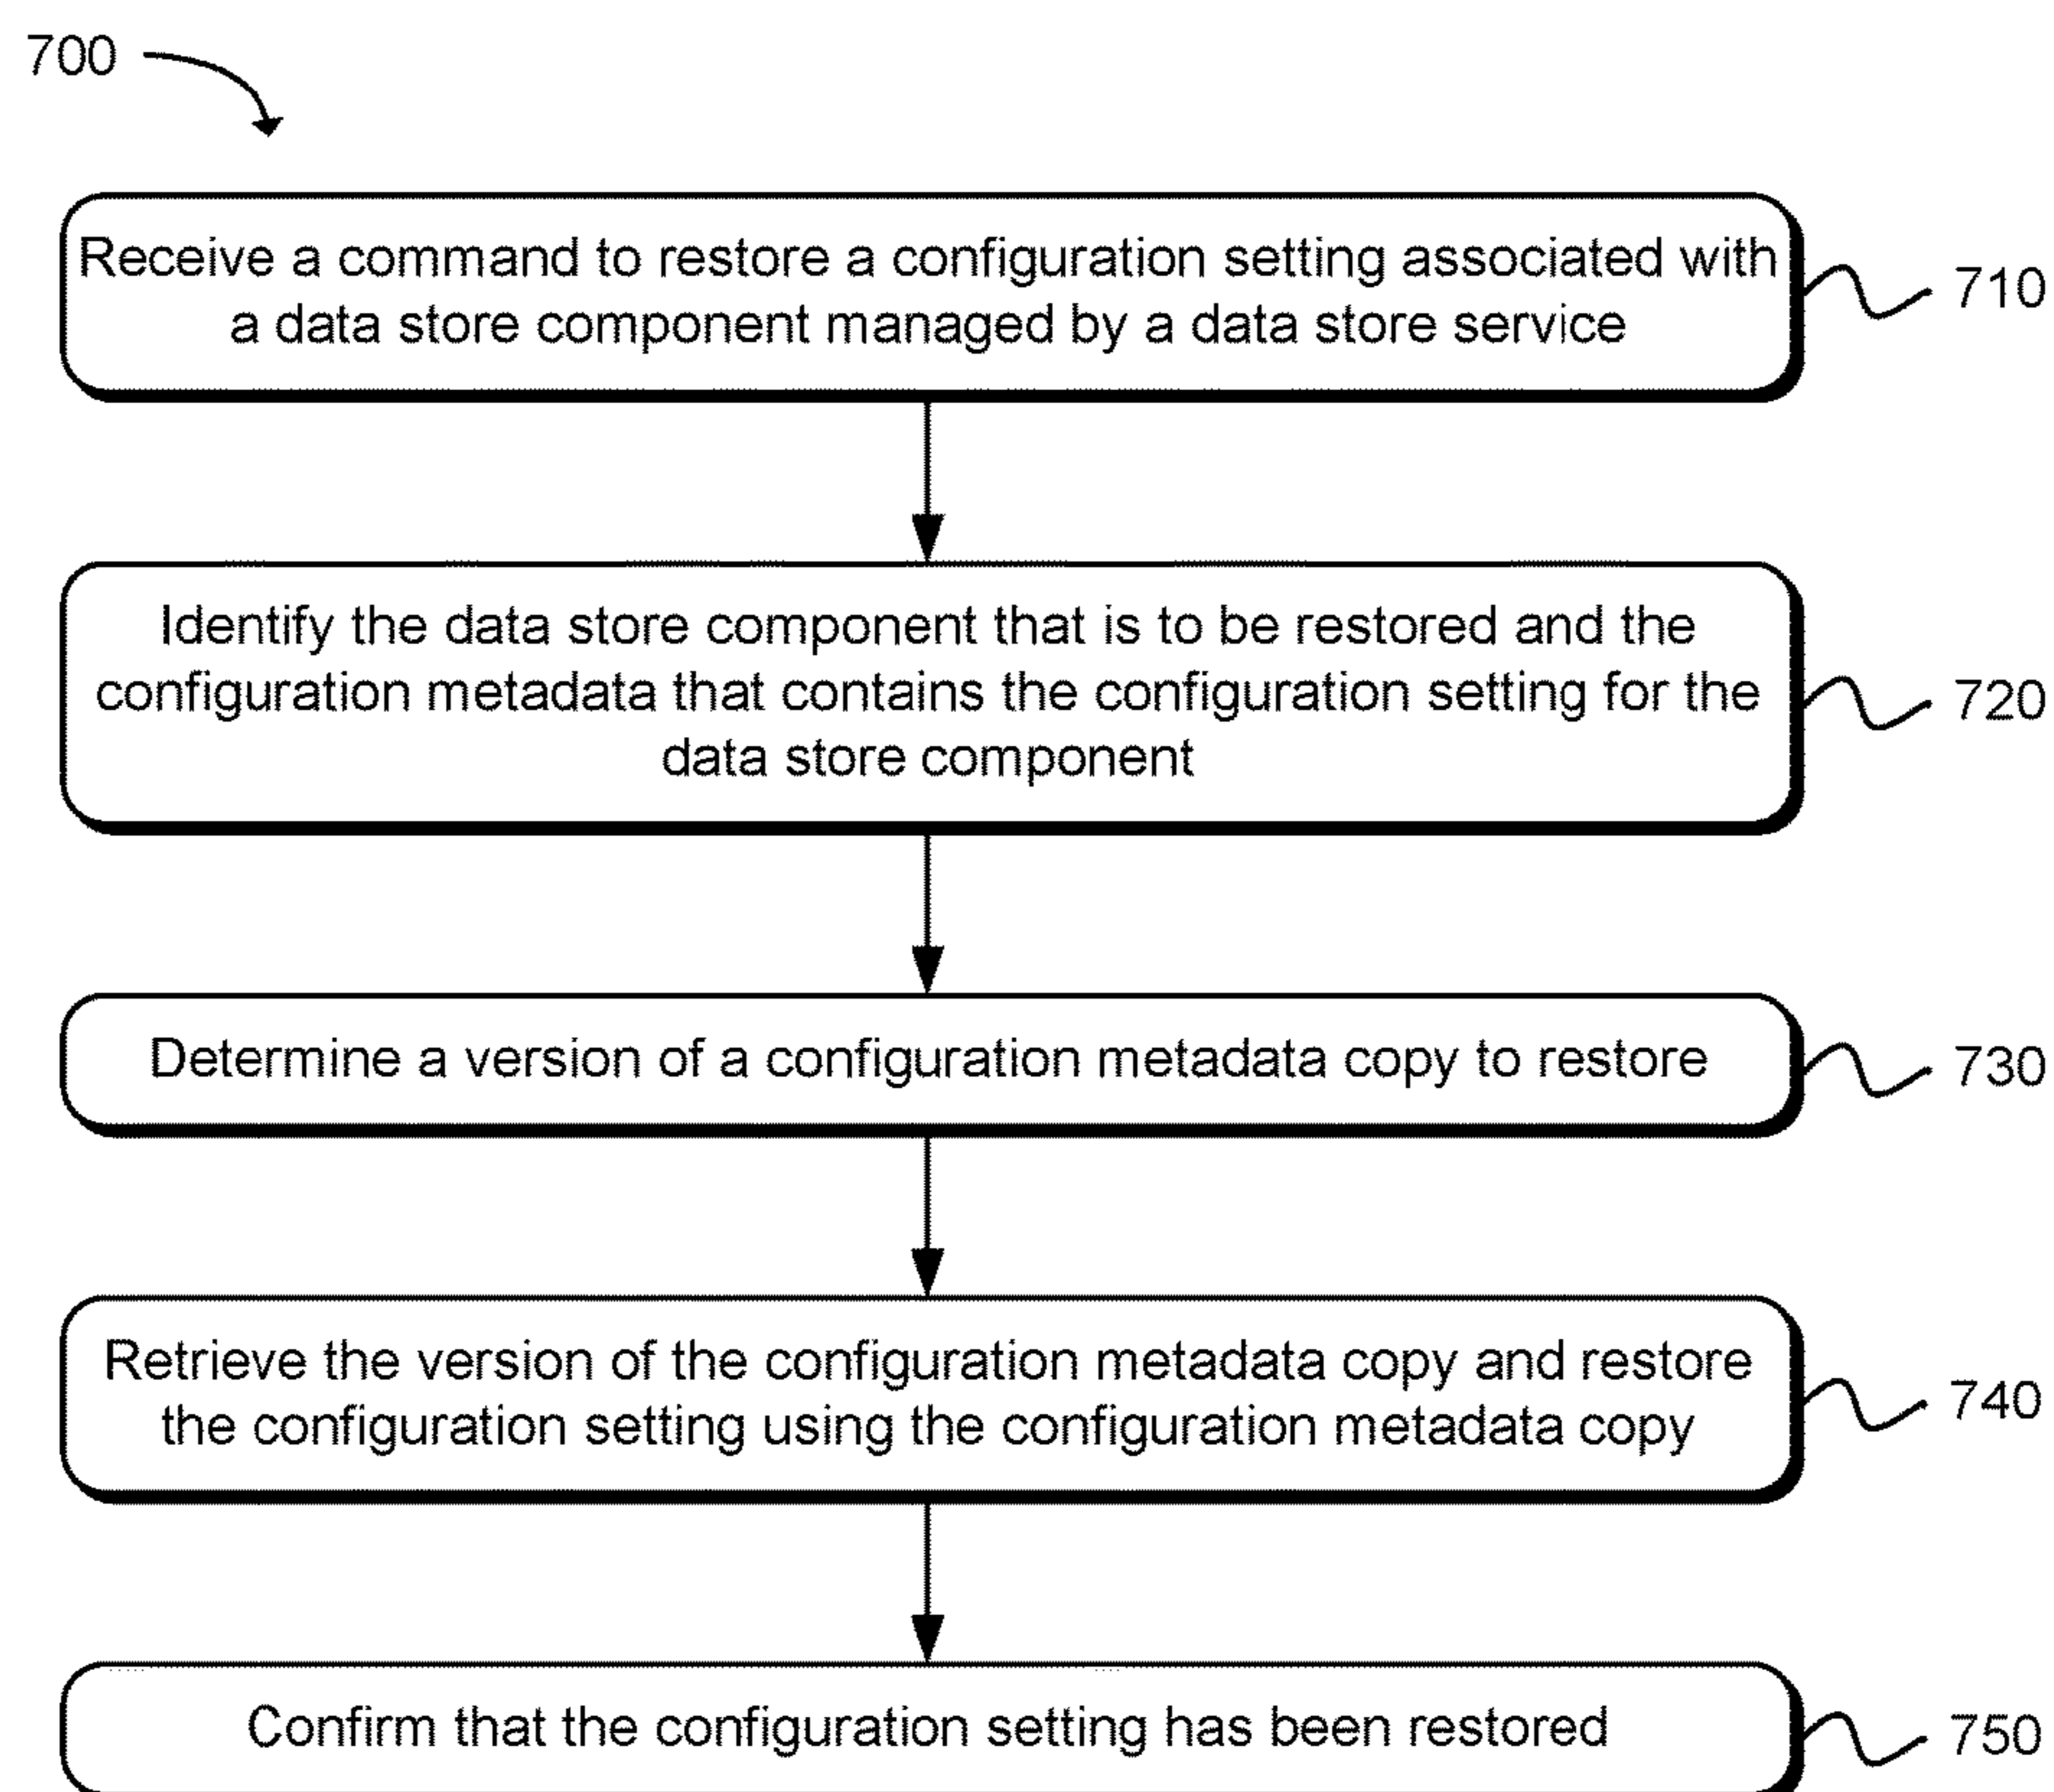 700
Receive a command to restore a configuration setting associated with
a data store component managed by a data store service
710
Identify the data store component that is to be restored and the
configuration metadata that contains the configuration setting for the
data store component
720
Determine a version of a configuration metadata copy to restore
730
Retrieve the version of the configuration metadata copy and restore
the configuration setting using the configuration metadata copy
740
Confirm that the configuration setting has been restored
750